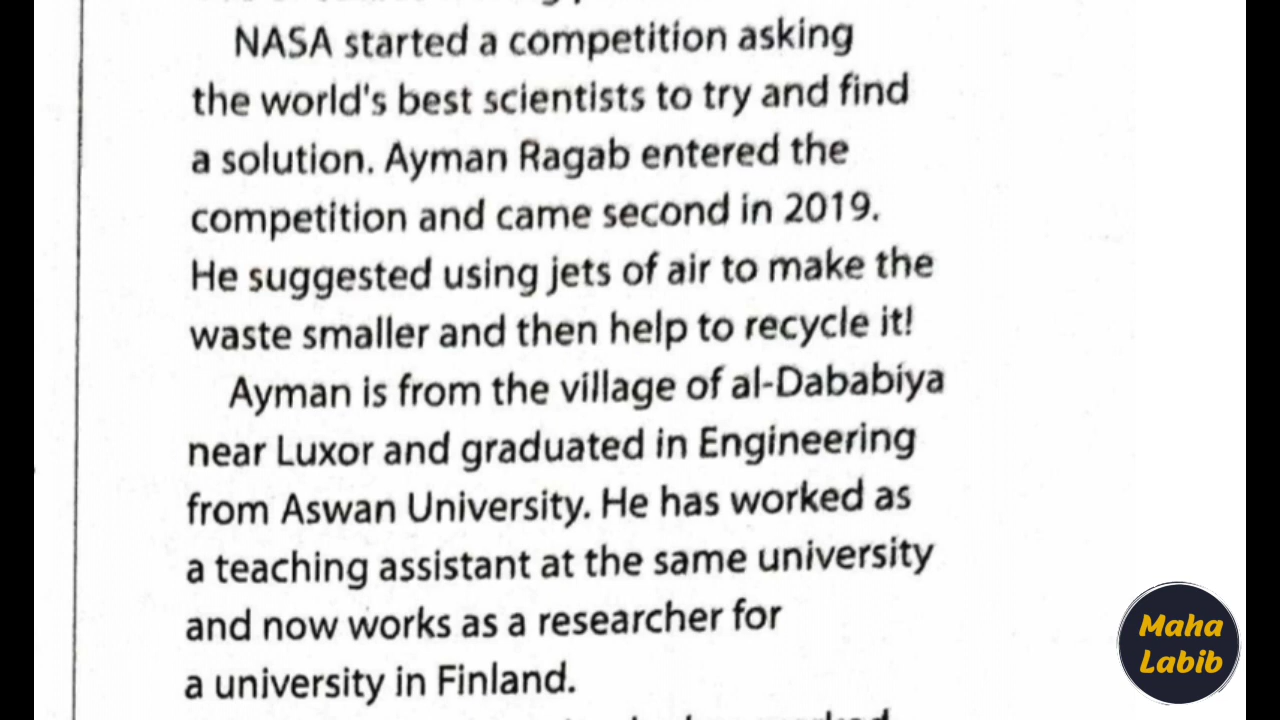 NASA started a competition asking
the world's best scientists to try and find
a solution. Ayman Ragab entered the
competition and came second in 2019.
He suggested using jets of air to make the
waste smaller and then help to recycle it!
Ayman is from the village of al-Dababiya
near Luxor and graduated in Engineering
from Aswan University. He has worked as
a teaching assistant at the same university
and now works as a researcher for
a university in Finland.
Maha
Labib